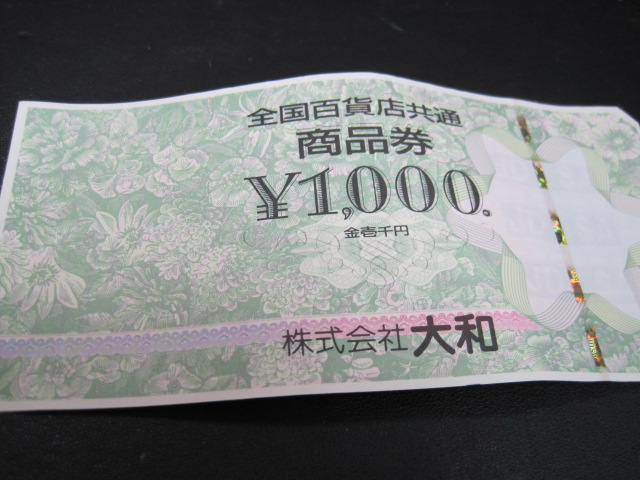 全国百貨店共通
商品券
¥1,000.
金壱千円
株式会社 大和